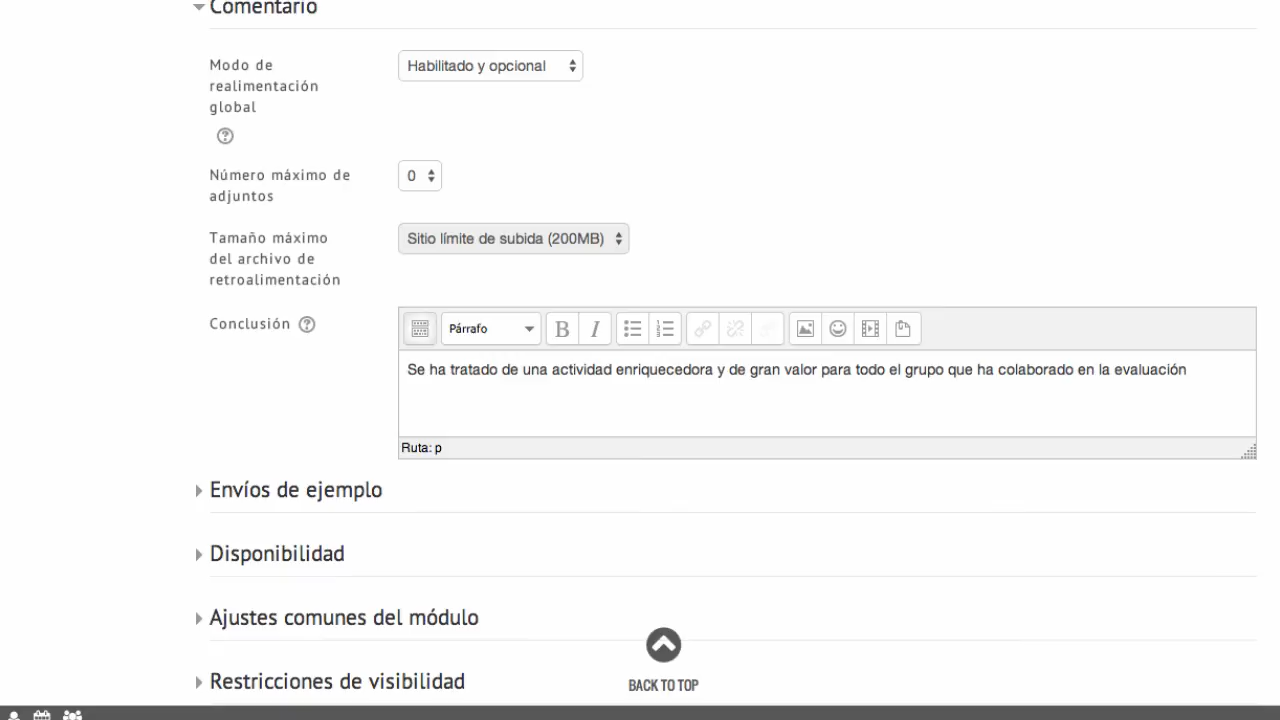 Comentario
Modo de
realimentación
global
Habilitado y opcional
Número máximo de
adjuntos
0
Tamaño máximo
del archivo de
retroalimentación
Sitio límite de subida (200MB)
Conclusión
Párrafo
B I
Se ha tratado de una actividad enriquecedora y de gran valor para todo el grupo que ha colaborado en la evaluación
Ruta: p
Envíos de ejemplo
Disponibilidad
Ajustes comunes del módulo
Restricciones de visibilidad
BACK TO TOP